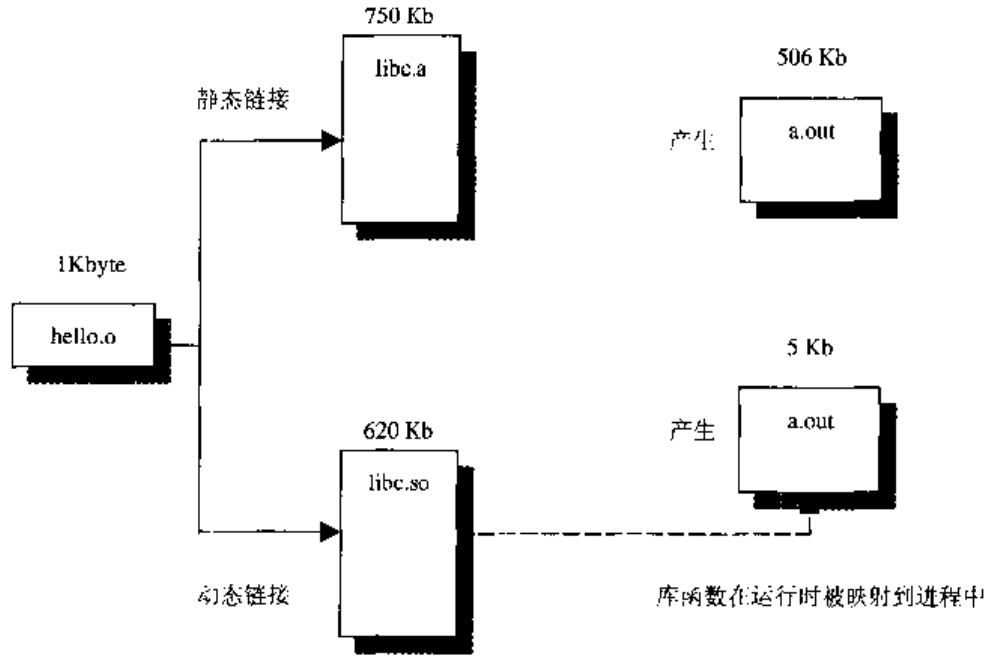 750 Kb
libc.a
静态链接
506 Kb
a.out
产生
1Kbyte
hello.o
5 Kb
a.out
产生
620 Kb
libc.so
动态链接
库函数在运行时被映射到进程中